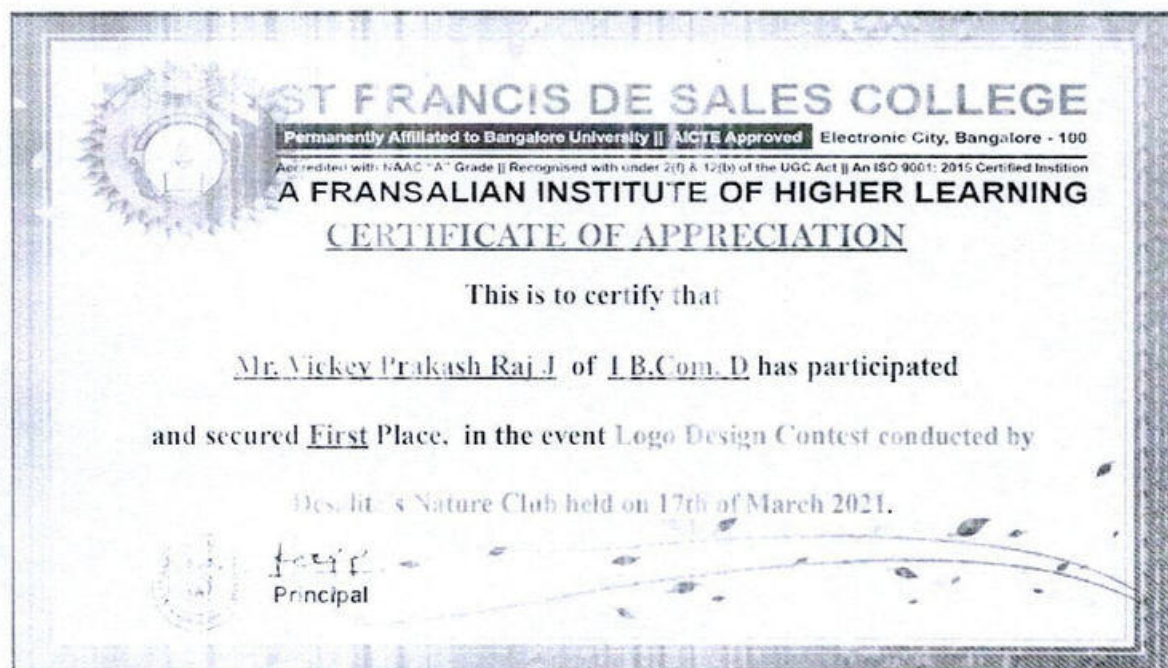 ST FRANCIS DE SALES COLLEGE
Permanently Affiliated to Bangalore University || AICTE Approved Electronic City, Bangalore - 100
Accredited with NAAC "A" Grade || Recognised with under 2(f) & 12(b) of the UGC Act || An ISO 9001: 2015 Certified Instition
A FRANSALIAN INSTITUTE OF HIGHER LEARNING
CERTIFICATE OF APPRECIATION
This is to certify that
Mr. Vickey Prakash Raj J of I B.Com. D has participated
and secured First Place, in the event Logo Design Contest conducted by
Nature Club held on 17th of March 2021.
Principal